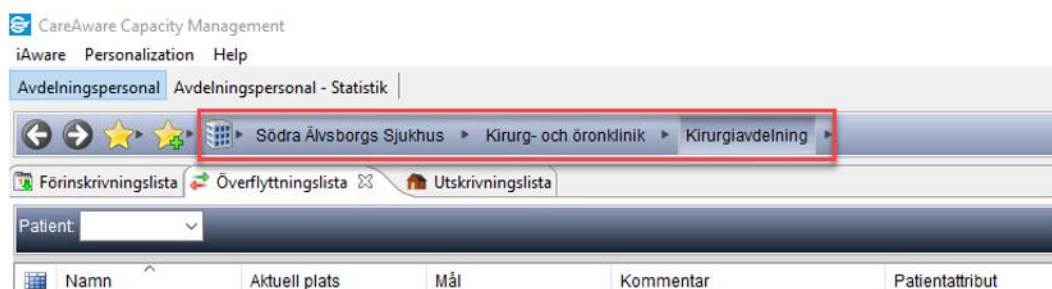 CareAware Capacity Management
iAware Personalization Help
Avdelningspersonal Avdelningspersonal - Statistik
Södra Älvsborgs Sjukhus Kirurg- och öronklinik Kirurgiavdelning
Förinskrivningslista Överflyttningslista Utskrivningslista
Patient:
Namn Aktuell plats Mål Kommentar Patientattribut